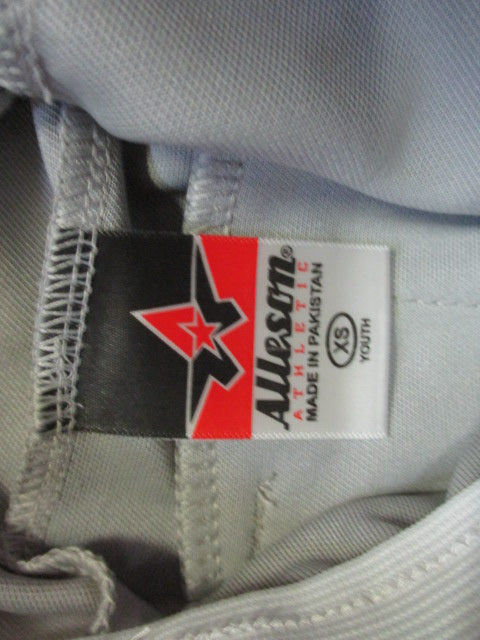 Alleson®
ATHLETIC
MADE IN PAKISTAN
XS
YOUTH